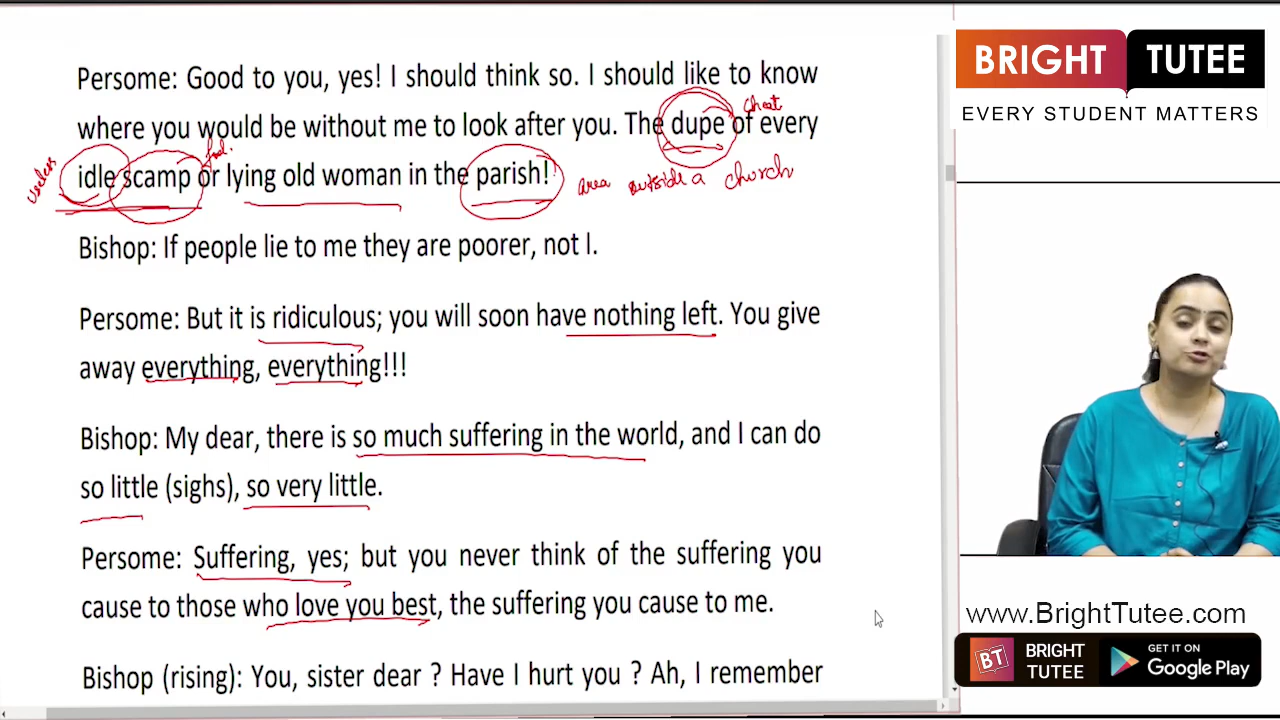 Persome: Good to you, yes! I should think so. I should like to know
cheat
where you would be without me to look after you. The dupe of every
useless
idle scamp or lying old woman in the parish!
area outside a church
Bishop: If people lie to me they are poorer, not I.
Persome: But it is ridiculous; you will soon have nothing left. You give
away everything, everything!!!
Bishop: My dear, there is so much suffering in the world, and I can do
so little (sighs), so very little.
Persome: Suffering, yes; but you never think of the suffering you
cause to those who love you best, the suffering you cause to me.
Bishop (rising): You, sister dear ? Have I hurt you ? Ah, I remember
BRIGHT TUTEE
EVERY STUDENT MATTERS
www.BrightTutee.com
BT
BRIGHT
TUTEE
GET IT ON
Google Play